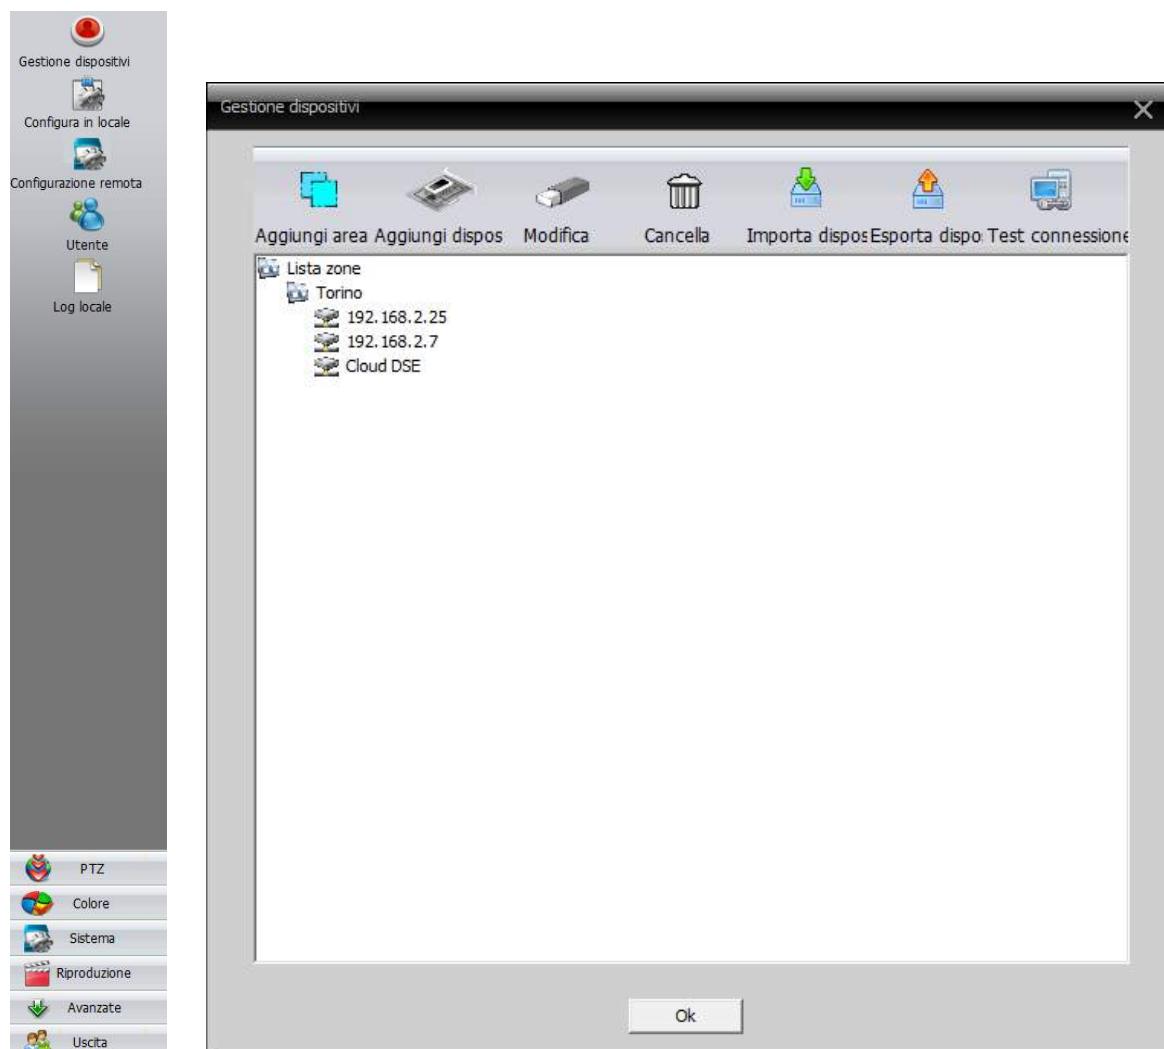 Gestione dispositivi
Configura in locale
Configurazione remota
Utente
Log locale
PTZ
Colore
Sistema
Riproduzione
Avanzate
Uscita
Gestione dispositivi
Aggiungi area Aggiungi dispos Modifica Cancella Importa dispos Esporta dispo Test connessione
Lista zone
Torino
192.168.2.25
192.168.2.7
Cloud DSE
Ok